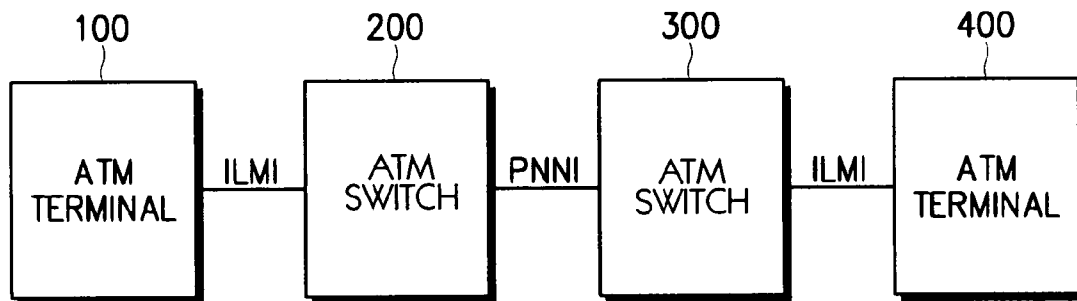 100 200 300 400
ATM TERMINAL
ILMI
ATM SWITCH
PNNI
ATM SWITCH
ILMI
ATM TERMINAL